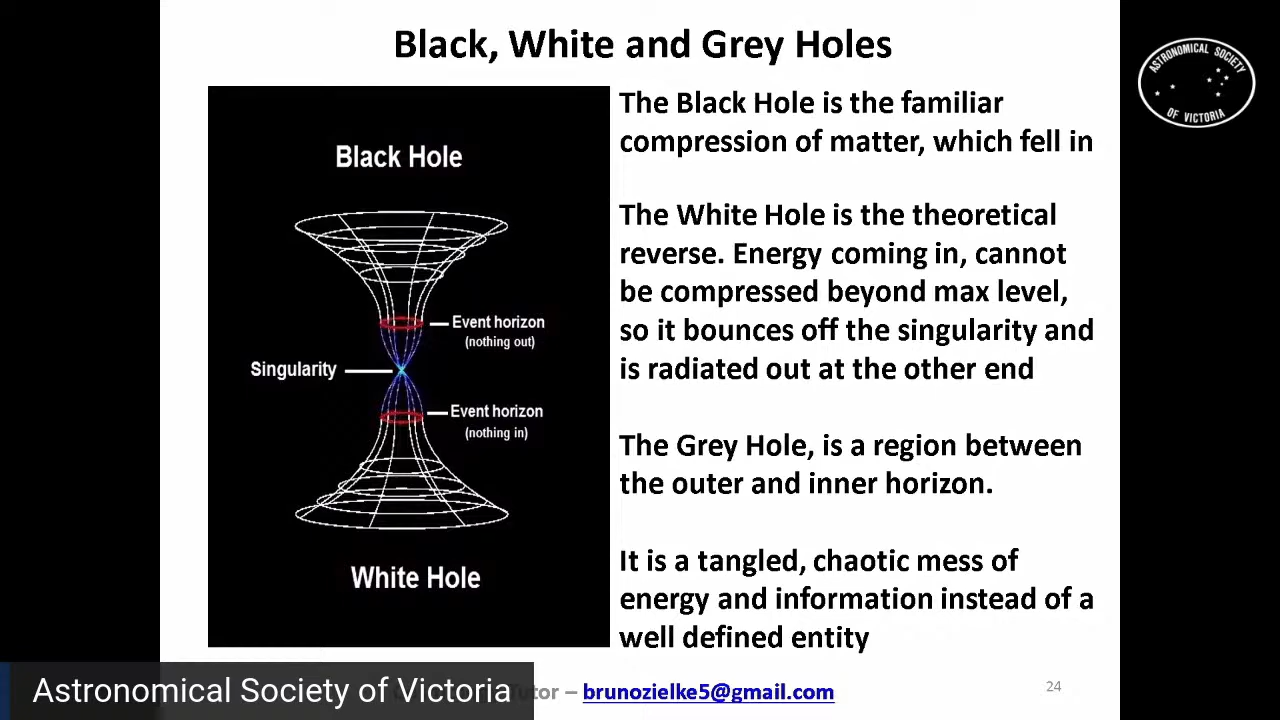 Black, White and Grey Holes
ASTRONOMICAL SOCIETY
OF VICTORIA
Black Hole
Event horizon
(nothing out)
Singularity
Event horizon
(nothing in)
White Hole
The Black Hole is the familiar
compression of matter, which fell in
The White Hole is the theoretical
reverse. Energy coming in, cannot
be compressed beyond max level,
so it bounces off the singularity and
is radiated out at the other end
The Grey Hole, is a region between
the outer and inner horizon.
It is a tangled, chaotic mess of
energy and information instead of a
well defined entity
Astronomical Society of Victoria
– brunozielke5@gmail.com
24